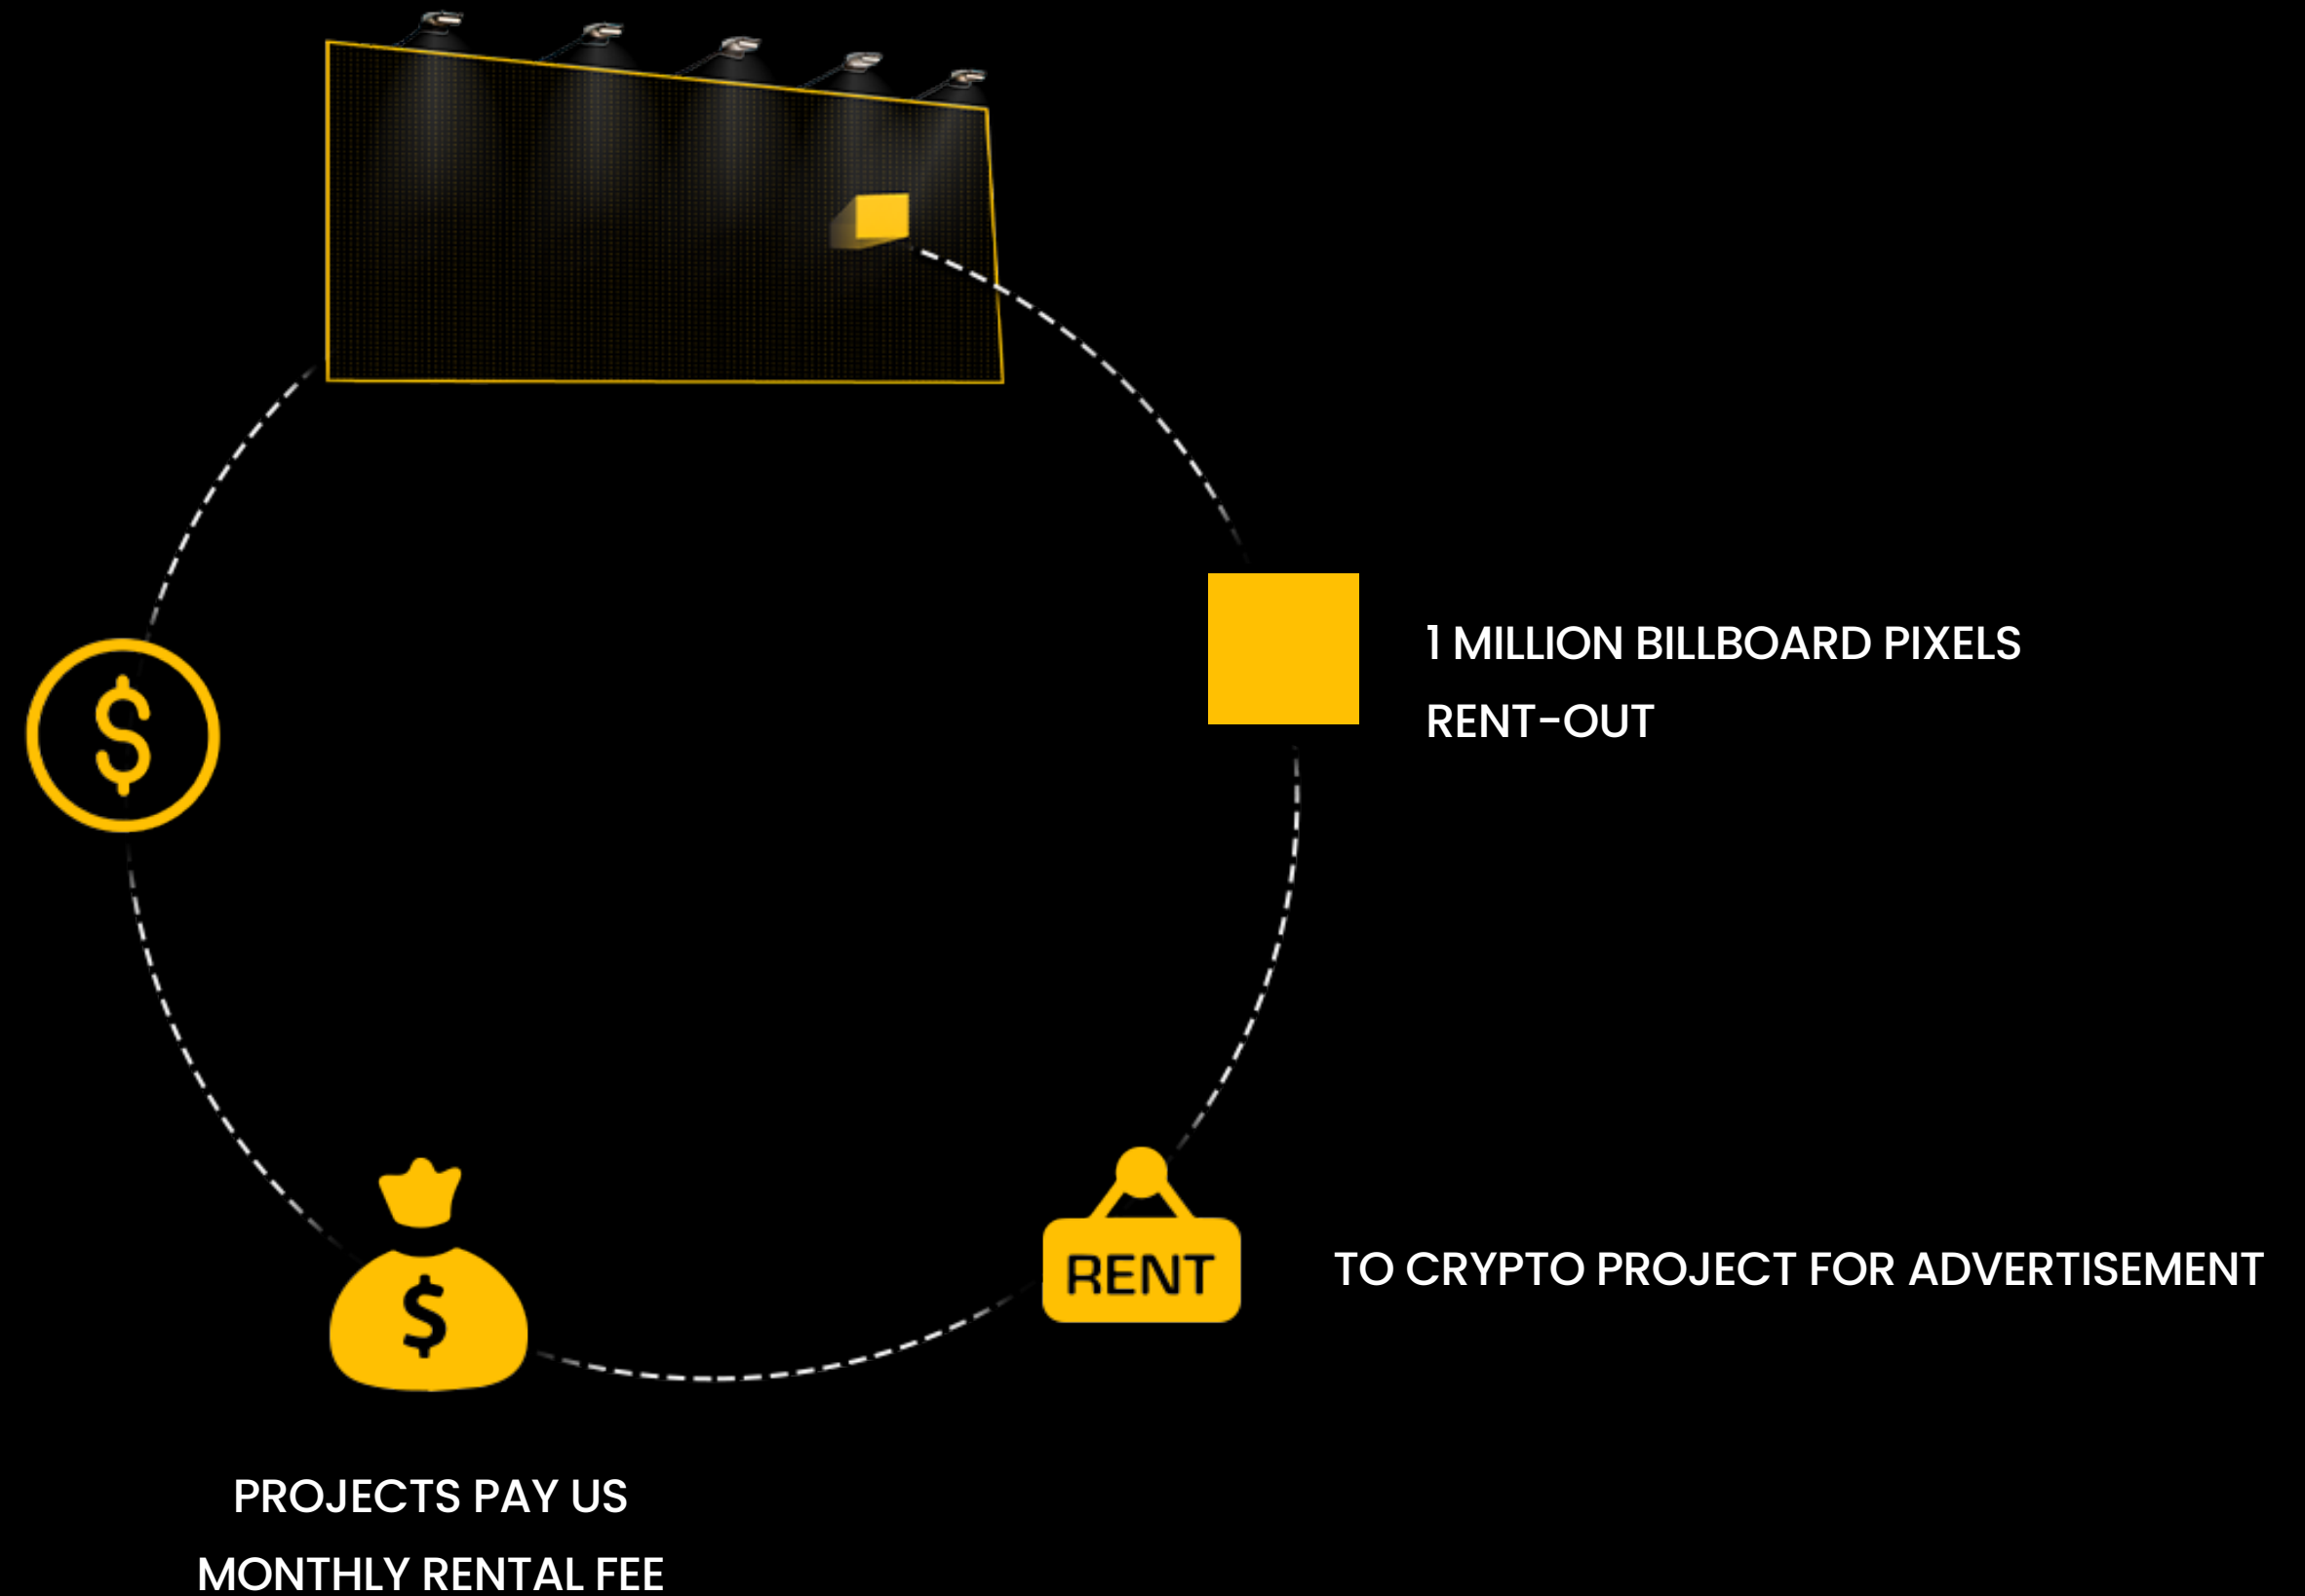 1 MILLION BILLBOARD PIXELS
RENT-OUT
$
RENT
TO CRYPTO PROJECT FOR ADVERTISEMENT
$
PROJECTS PAY US
MONTHLY RENTAL FEE